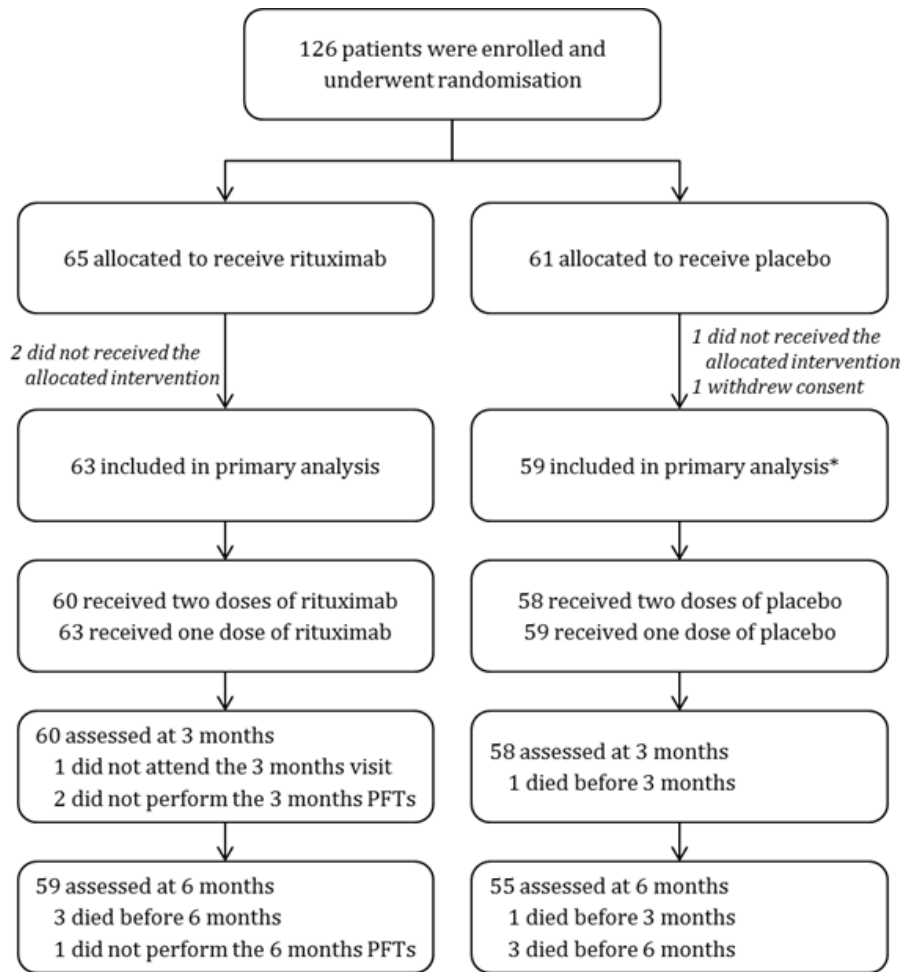 126 patients were enrolled and
underwent randomisation
65 allocated to receive rituximab
61 allocated to receive placebo
2 did not received the
allocated intervention
1 did not received the
allocated intervention
1 withdrew consent
63 included in primary analysis
59 included in primary analysis*
60 received two doses of rituximab
63 received one dose of rituximab
58 received two doses of placebo
59 received one dose of placebo
60 assessed at 3 months
1 did not attend the 3 months visit
2 did not perform the 3 months PFTs
58 assessed at 3 months
1 died before 3 months
59 assessed at 6 months
3 died before 6 months
1 did not perform the 6 months PFTs
55 assessed at 6 months
1 died before 3 months
3 died before 6 months